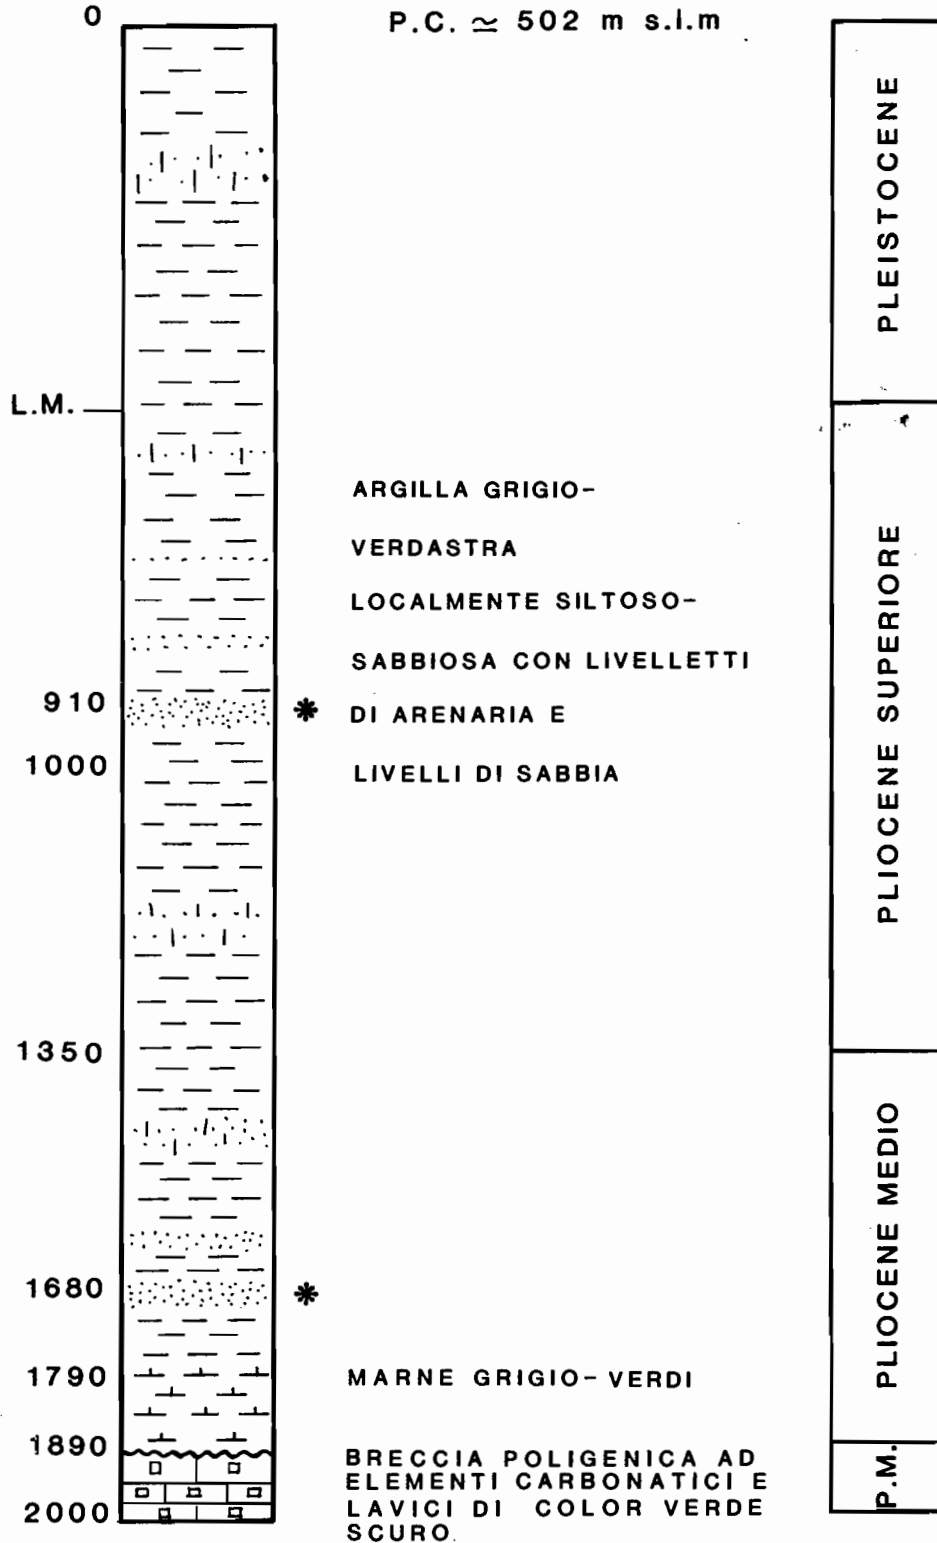 0
P.C. ≃ 502 m s.l.m
PLEISTOCENE
L.M.
ARGILLA GRIGIO-
VERDASTRA
LOCALMENTE SILTOSO-
SABBIOSA CON LIVELLETTI
910
DI ARENARIA E
1000
LIVELLI DI SABBIA
PLIOCENE SUPERIORE
1350
PLIOCENE MEDIO
1680
1790
MARNE GRIGIO-VERDI
1890
BRECCIA POLIGENICA AD
ELEMENTI CARBONATICI E
LAVICI DI COLOR VERDE
SCURO.
P.M.
2000